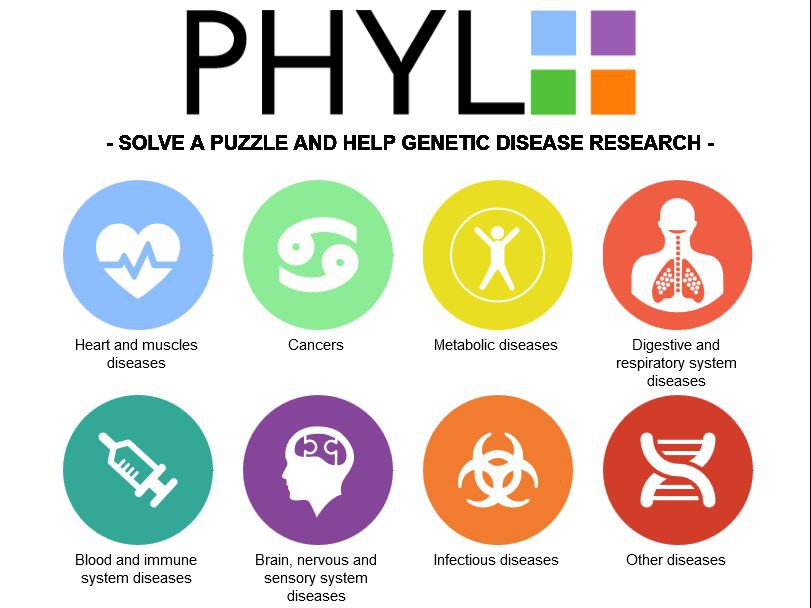 PHYL
- SOLVE A PUZZLE AND HELP GENETIC DISEASE RESEARCH -
Heart and muscles
diseases
Cancers
Metabolic diseases
Digestive and
respiratory system
diseases
Blood and immune
system diseases
Brain, nervous and
sensory system
diseases
Infectious diseases
Other diseases